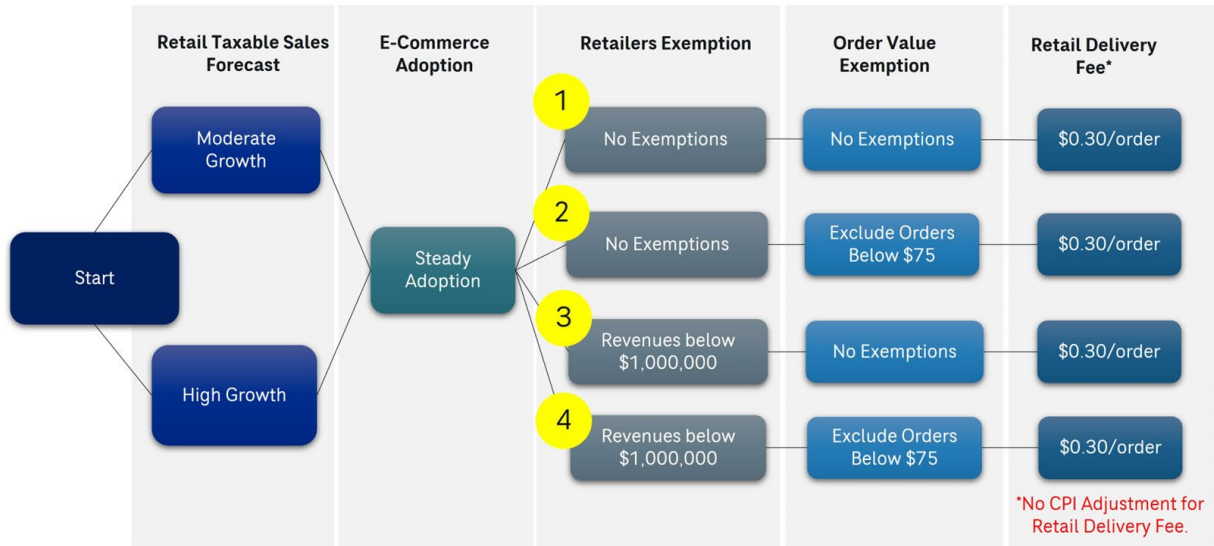 Retail Taxable Sales
Forecast
E-Commerce
Adoption
Retailers Exemption
Order Value
Exemption
Retail Delivery
Fee*
Start
Moderate
Growth
High Growth
Steady
Adoption
1
No Exemptions
No Exemptions
$0.30/order
2
No Exemptions
Exclude Orders
Below $75
$0.30/order
3
Revenues below
$1,000,000
No Exemptions
$0.30/order
4
Revenues below
$1,000,000
Exclude Orders
Below $75
$0.30/order
*No CPI Adjustment for
Retail Delivery Fee.